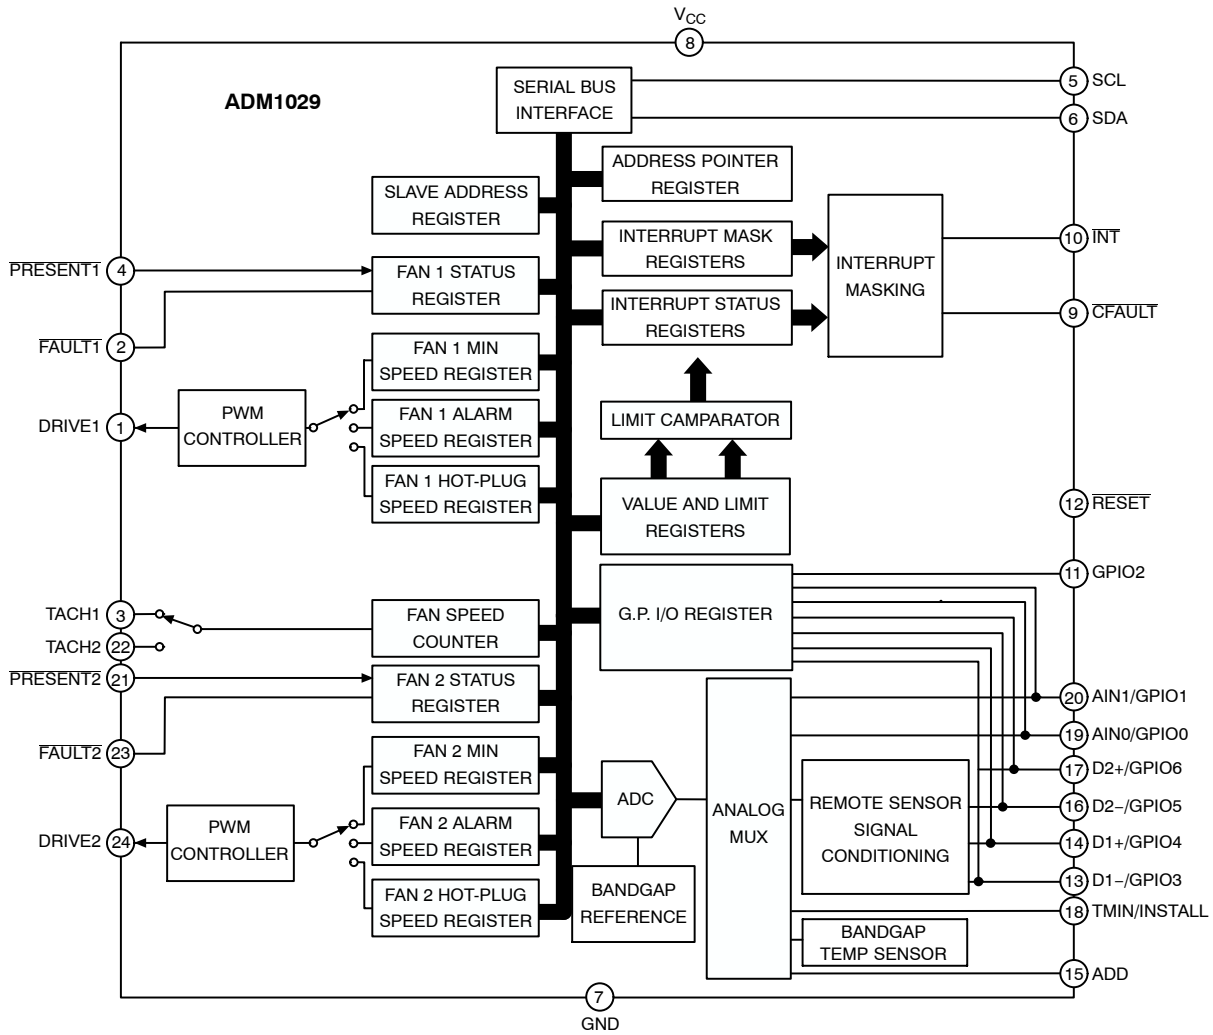 VCC
8
ADM1029
SERIAL BUS
INTERFACE
5 SCL
6 SDA
ADDRESS POINTER
REGISTER
SLAVE ADDRESS
REGISTER
INTERRUPT MASK
REGISTERS
INTERRUPT
MASKING
10 INT
PRESENT1 4
FAN 1 STATUS
REGISTER
INTERRUPT STATUS
REGISTERS
9 CFAULT
FAULT1 2
FAN 1 MIN
SPEED REGISTER
DRIVE1 1
PWM
CONTROLLER
FAN 1 ALARM
SPEED REGISTER
LIMIT CAMPARATOR
FAN 1 HOT-PLUG
SPEED REGISTER
VALUE AND LIMIT
REGISTERS
12 RESET
11 GPIO2
TACH1 3
TACH2 22
FAN SPEED
COUNTER
G.P. I/O REGISTER
PRESENT2 21
FAN 2 STATUS
REGISTER
20 AIN1/GPIO1
19 AIN0/GPIO0
FAULT2 23
FAN 2 MIN
SPEED REGISTER
17 D2+/GPIO6
ADC
ANALOG
MUX
REMOTE SENSOR
SIGNAL
CONDITIONING
16 D2−/GPIO5
DRIVE2 24
PWM
CONTROLLER
FAN 2 ALARM
SPEED REGISTER
14 D1+/GPIO4
13 D1−/GPIO3
FAN 2 HOT-PLUG
SPEED REGISTER
BANDGAP
REFERENCE
18 TMIN/INSTALL
BANDGAP
TEMP SENSOR
15 ADD
7
GND